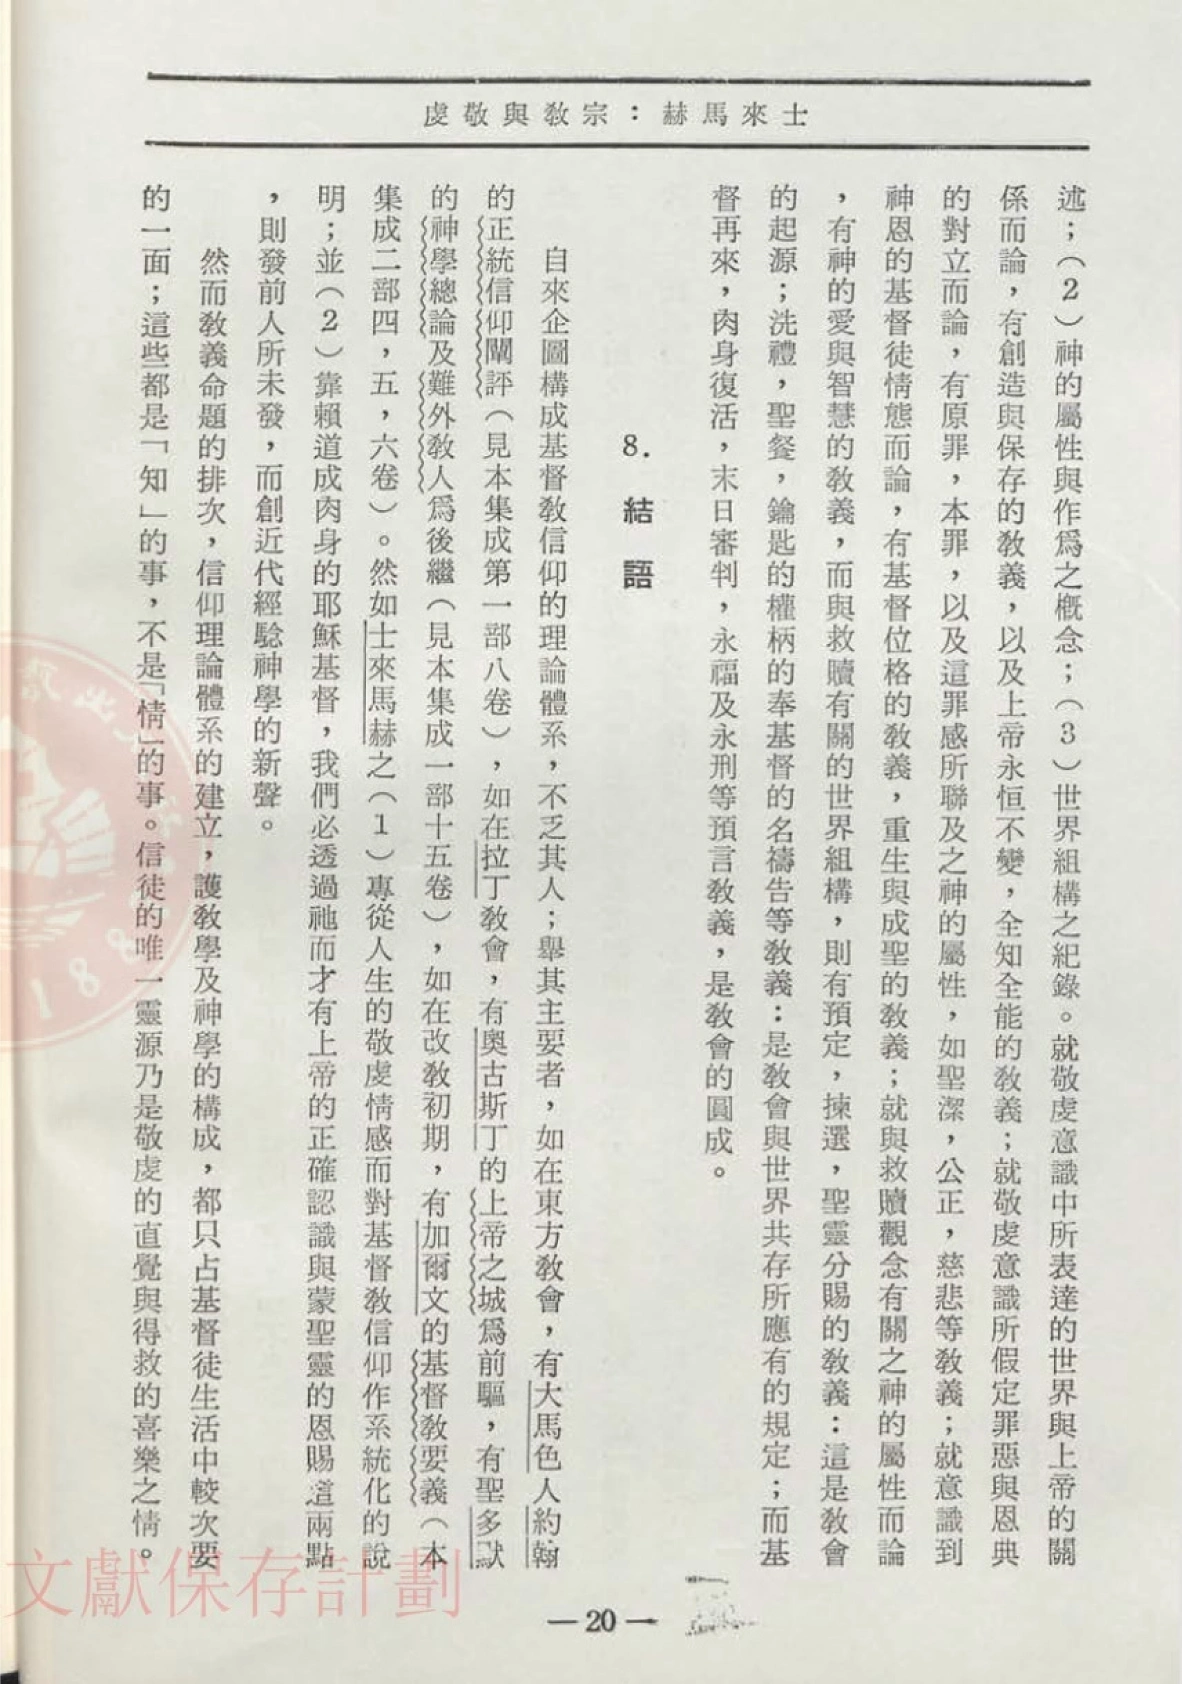 士來馬赫：宗敎與敬虔
述；（2）神的屬性與作爲之槪念；（3）世界組構之紀錄。就敬虔意識中所表達的世界與上帝的關
係而論，有創造與保存的敎義，以及上帝永恒不變，全知全能的敎義；就敬虔意識所假定罪惡與恩典
的對立而論，有原罪，本罪，以及這罪感所聯及之神的屬性，如聖潔，公正，慈悲等敎義；就意識到
神恩的基督徒情態而論，有基督位格的敎義，重生與成聖的敎義；就與救贖觀念有關之神的屬性而論
，有神的愛與智慧的敎義，而與救贖有關的世界組構，則有預定，揀選，聖靈分賜的敎義：這是敎會
的起源；洗禮，聖餐，鑰匙的權柄的奉基督的名禱告等敎義：是敎會與世界共存所應有的規定；而基
督再來，肉身復活，末日審判，永福及永刑等預言敎義，是敎會的圓成。
8. 結語
自來企圖構成基督敎信仰的理論體系，不乏其人；舉其主要者，如在東方敎會，有大馬色人約翰
的正統信仰闡評（見本集成第一部八卷），如在拉丁敎會，有奧古斯丁的上帝之城爲前驅，有聖多默
的神學總論及難外敎人爲後繼（見本集成一部十五卷），如在改敎初期，有加爾文的基督敎要義（本
集成二部四，五，六卷）。然如士來馬赫之（1）專從人生的敬虔情感而對基督敎信仰作系統化的說
明；並（2）靠賴道成肉身的耶穌基督，我們必透過祂而才有上帝的正確認識與蒙聖靈的恩賜這兩點
，則發前人所未發，而創近代經驗神學的新聲。
然而敎義命題的排次，信仰理論體系的建立，護敎學及神學的構成，都只占基督徒生活中較次要
的一面；這些都是「知」的事，不是「情」的事。信徒的唯一靈源乃是敬虔的直覺與得救的喜樂之情。
—20—
文獻保存計劃
188